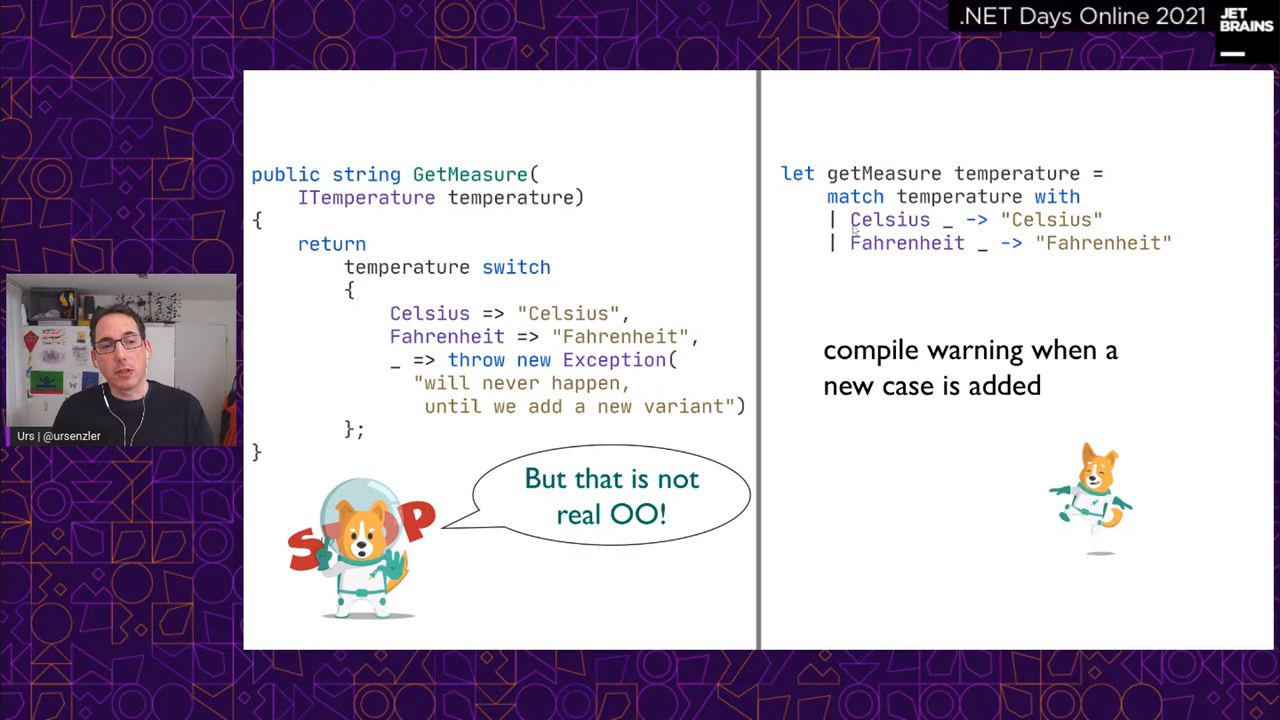 .NET Days Online 2021
JET
BRAINS
public string GetMeasure(
ITemperature temperature)
{
return
temperature switch
{
Celsius => "Celsius",
Fahrenheit => "Fahrenheit",
_ => throw new Exception(
"will never happen,
until we add a new variant")
};
}
But that is not
real OO!
S P
let getMeasure temperature =
match temperature with
| Celsius _ -> "Celsius"
| Fahrenheit _ -> "Fahrenheit"
compile warning when a
new case is added
Urs | @ursenzler